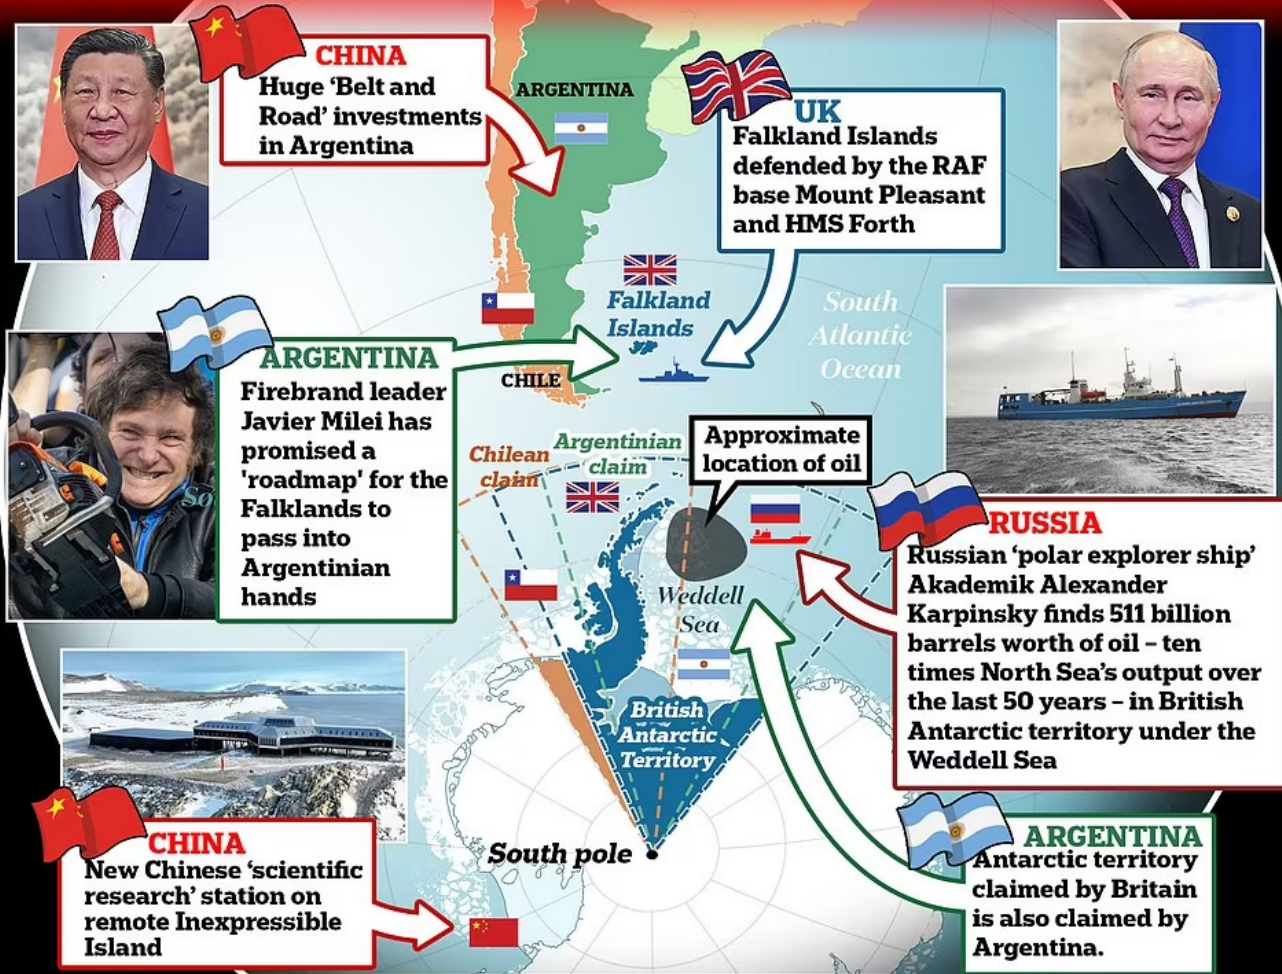 CHINA
Huge ‘Belt and
Road’ investments
in Argentina
ARGENTINA
UK
Falkland Islands
defended by the RAF
base Mount Pleasant
and HMS Forth
Falkland
Islands
South
Atlantic
Ocean
ARGENTINA
Firebrand leader
Javier Milei has
promised a
'roadmap' for the
Falklands to
pass into
Argentinian
hands
CHILE
Chilean
claim
Argentinian
claim
Approximate
location of oil
So
Weddell
Sea
RUSSIA
Russian ‘polar explorer ship’
Akademik Alexander
Karpinsky finds 511 billion
barrels worth of oil – ten
times North Sea’s output over
the last 50 years – in British
Antarctic territory under the
Weddell Sea
British
Antarctic
Territory
South pole
CHINA
New Chinese ‘scientific
research’ station on
remote Inexpressible
Island
ARGENTINA
Antarctic territory
claimed by Britain
is also claimed by
Argentina.